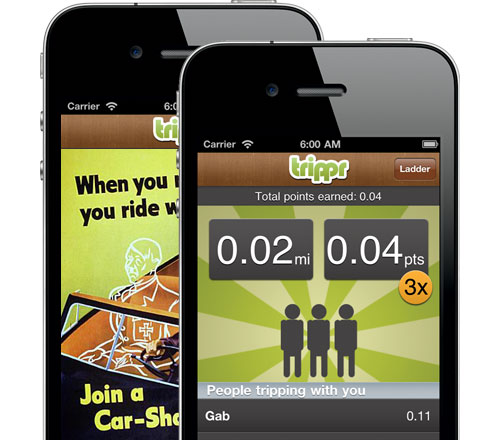 Carrier 6:0
trippr
When you
you ride w
Join a
Car-Sh
Carrier 6:00 AM
trippr Ladder
Total points earned: 0.04
0.02mi 0.04pts
3x
People tripping with you
Gab 0.11